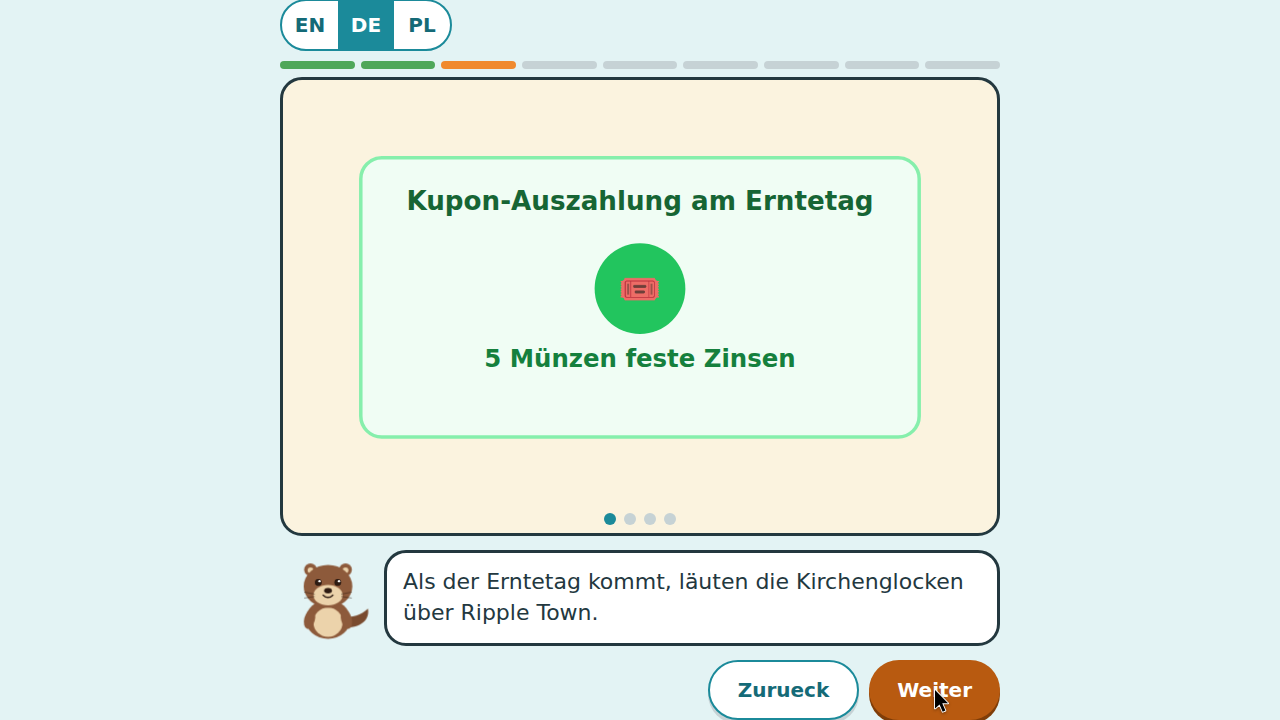 EN DE PL
Kupon-Auszahlung am Erntetag
5 Münzen feste Zinsen
Als der Erntetag kommt, läuten die Kirchenglocken
über Ripple Town.
Zurueck Weiter